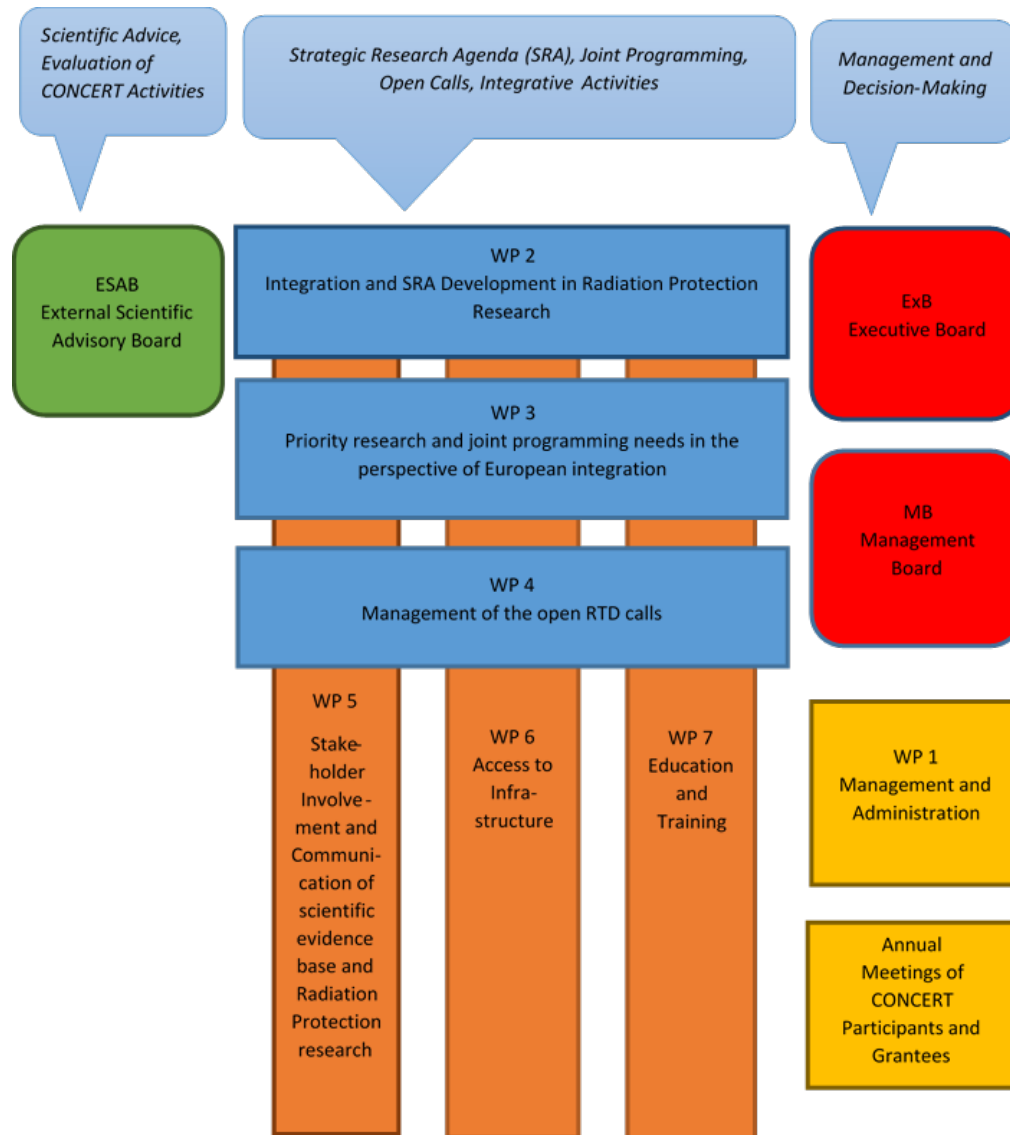 Scientific Advice,
Evaluation of
CONCERT Activities
Strategic Research Agenda (SRA), Joint Programming,
Open Calls, Integrative Activities
Management and
Decision-Making
ESAB
External Scientific
Advisory Board
WP 2
Integration and SRA Development in Radiation Protection
Research
ExB
Executive Board
WP 3
Priority research and joint programming needs in the
perspective of European integration
MB
Management
Board
WP 4
Management of the open RTD calls
WP 5
Stake-
holder
Involve-
ment and
Communi-
cation of
scientific
evidence
base and
Radiation
Protection
research
WP 6
Access to
Infra-
structure
WP 7
Education
and
Training
WP 1
Management and
Administration
Annual
Meetings of
CONCERT
Participants and
Grantees